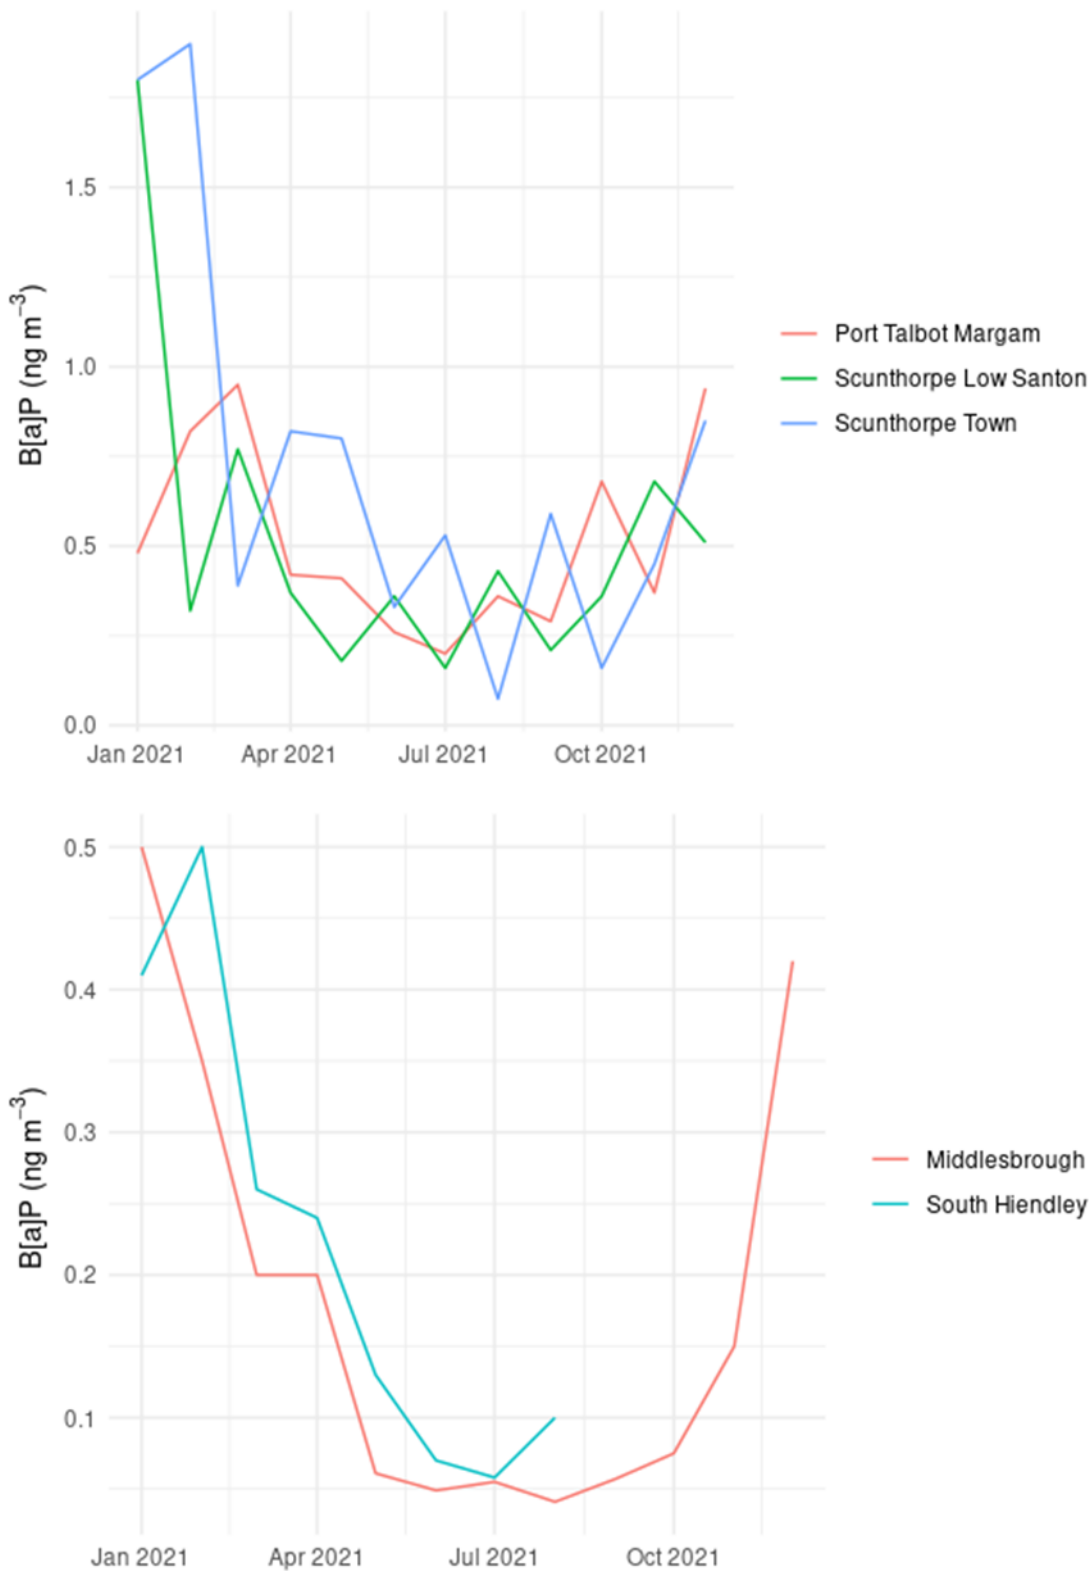 B[a]P (ng m⁻³)
1.5
1.0
0.5
0.0
Jan 2021 Apr 2021 Jul 2021 Oct 2021
Port Talbot Margam
Scunthorpe Low Santon
Scunthorpe Town
B[a]P (ng m⁻³)
0.5
0.4
0.3
0.2
0.1
Jan 2021 Apr 2021 Jul 2021 Oct 2021
Middlesbrough
South Hiendley